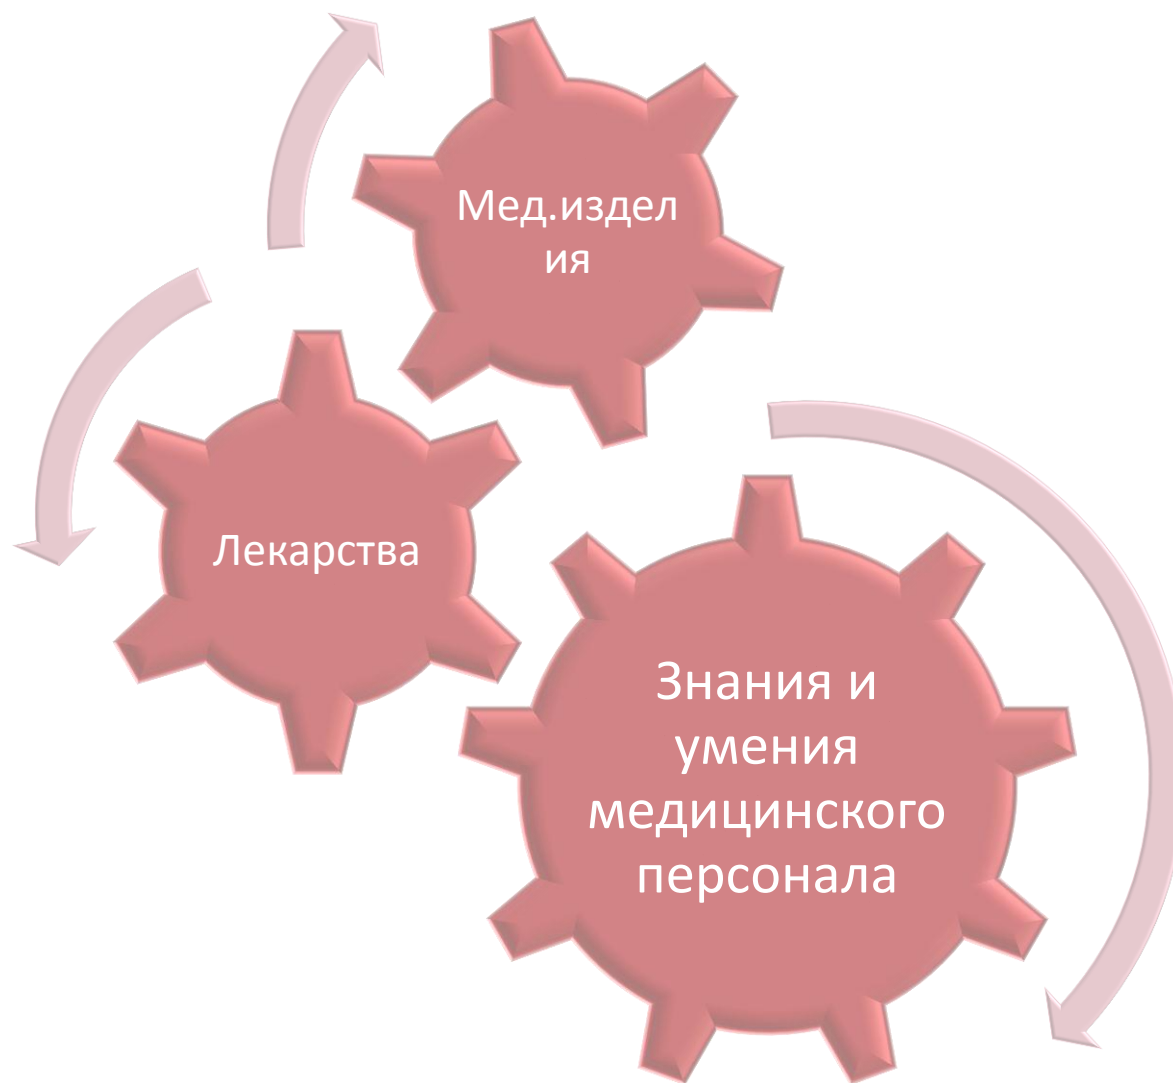 Мед.издел
ия
Лекарства
Знания и
умения
медицинского
персонала